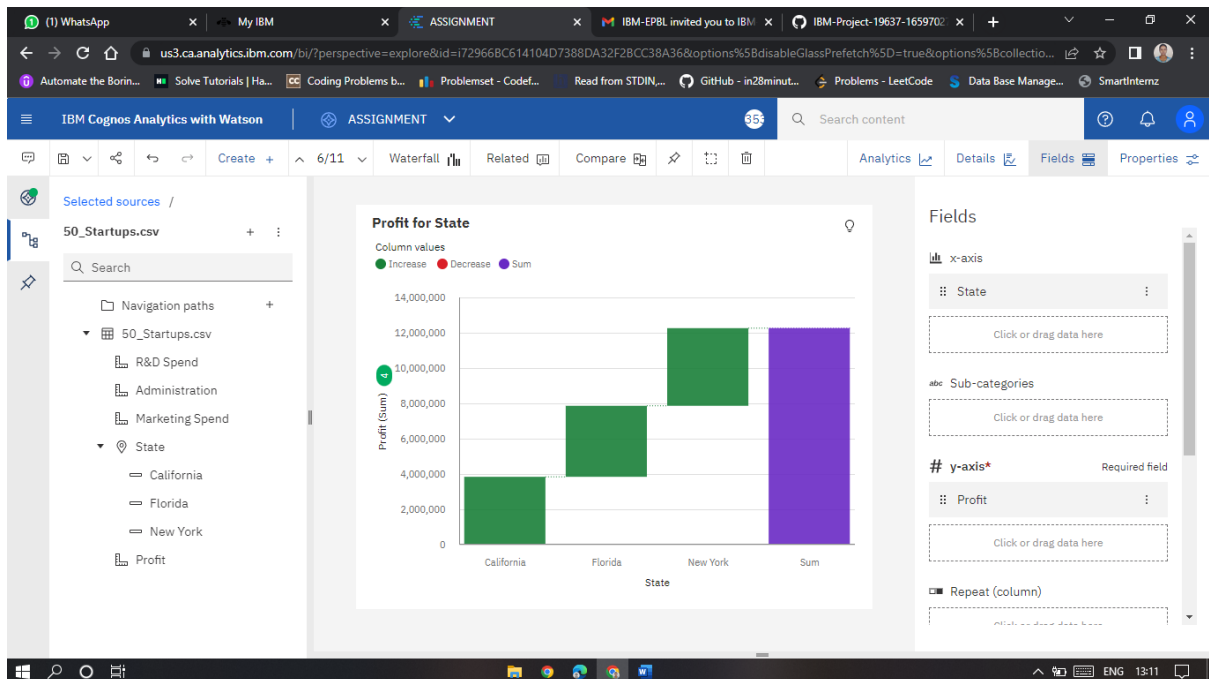 (1) WhatsApp
My IBM
ASSIGNMENT
IBM-EPBL invited you to IBM
IBM-Project-19637-1659702
us3.ca.analytics.ibm.com/bi/?perspective=explore&id=i72966BC614104D7388DA32F2BCC38A36&options%5BdisableGlassPrefetch%5D=true&options%5Bcollectio...
Automate the Borin...
Solve Tutorials | Ha...
CC Coding Problems b...
Problemset - Codef...
Read from STDIN,...
GitHub - in28minut...
Problems - LeetCode
Data Base Manage...
SmartInternz
IBM Cognos Analytics with Watson
ASSIGNMENT
353
Search content
Create +
6/11
Waterfall
Related
Compare
Analytics
Details
Fields
Properties
Selected sources /
50_Startups.csv
Search
Navigation paths
50_Startups.csv
R&D Spend
Administration
Marketing Spend
State
California
Florida
New York
Profit
Profit for State
Column values
Increase Decrease Sum
14,000,000
12,000,000
10,000,000
8,000,000
6,000,000
4,000,000
2,000,000
0
Profit (Sum)
4
California Florida New York Sum
State
Fields
x-axis
State
Click or drag data here
abc Sub-categories
Click or drag data here
# y-axis* Required field
Profit
Click or drag data here
Repeat (column)
Click or drag data here
ENG 13:11